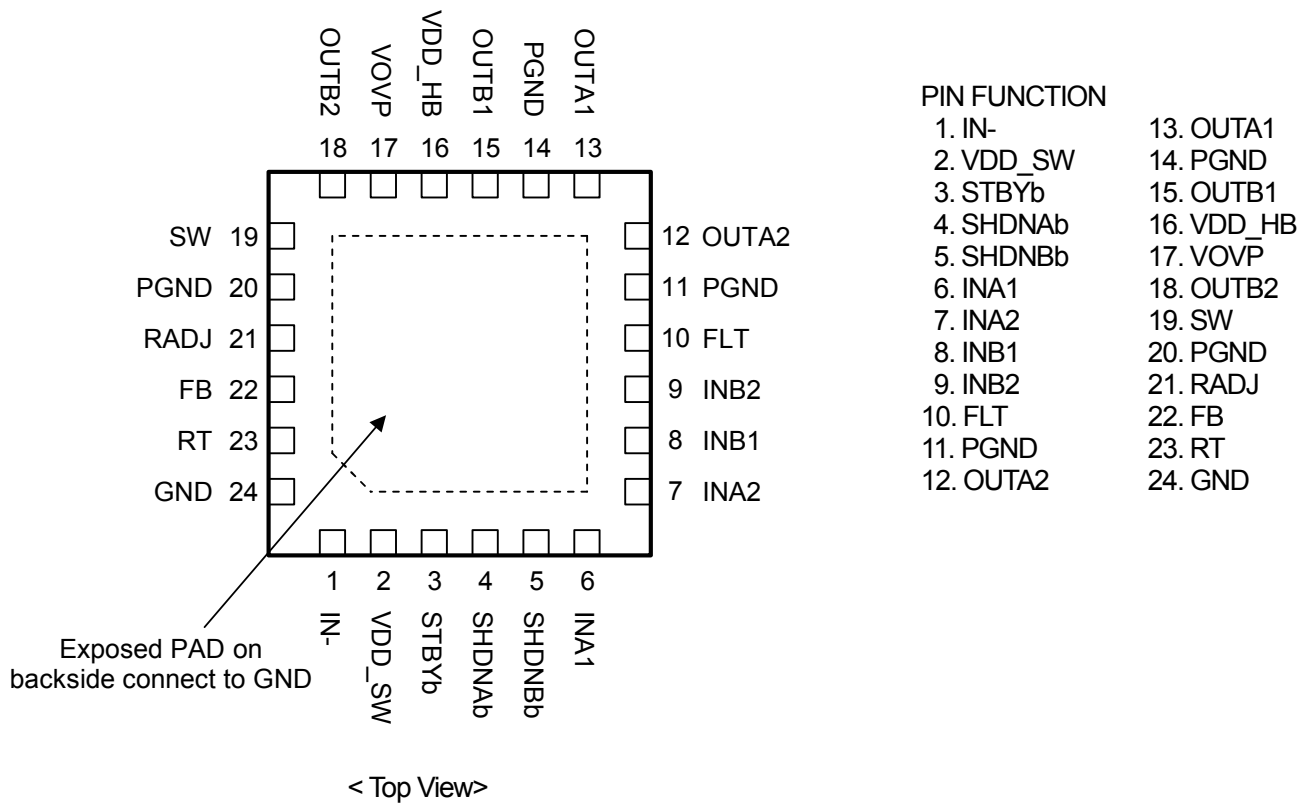 OUTB2 VOVP VDD_HB OUTB1 PGND OUTA1
18 17 16 15 14 13
SW 19
PGND 20
RADJ 21
FB 22
RT 23
GND 24
12 OUTA2
11 PGND
10 FLT
9 INB2
8 INB1
7 INA2
1 2 3 4 5 6
IN- VDD_SW STBYb SHDNAb SHDNBb INA1
Exposed PAD on
backside connect to GND
< Top View>
PIN FUNCTION
1. IN-
2. VDD_SW
3. STBYb
4. SHDNAb
5. SHDNBb
6. INA1
7. INA2
8. INB1
9. INB2
10. FLT
11. PGND
12. OUTA2
13. OUTA1
14. PGND
15. OUTB1
16. VDD_HB
17. VOVP
18. OUTB2
19. SW
20. PGND
21. RADJ
22. FB
23. RT
24. GND